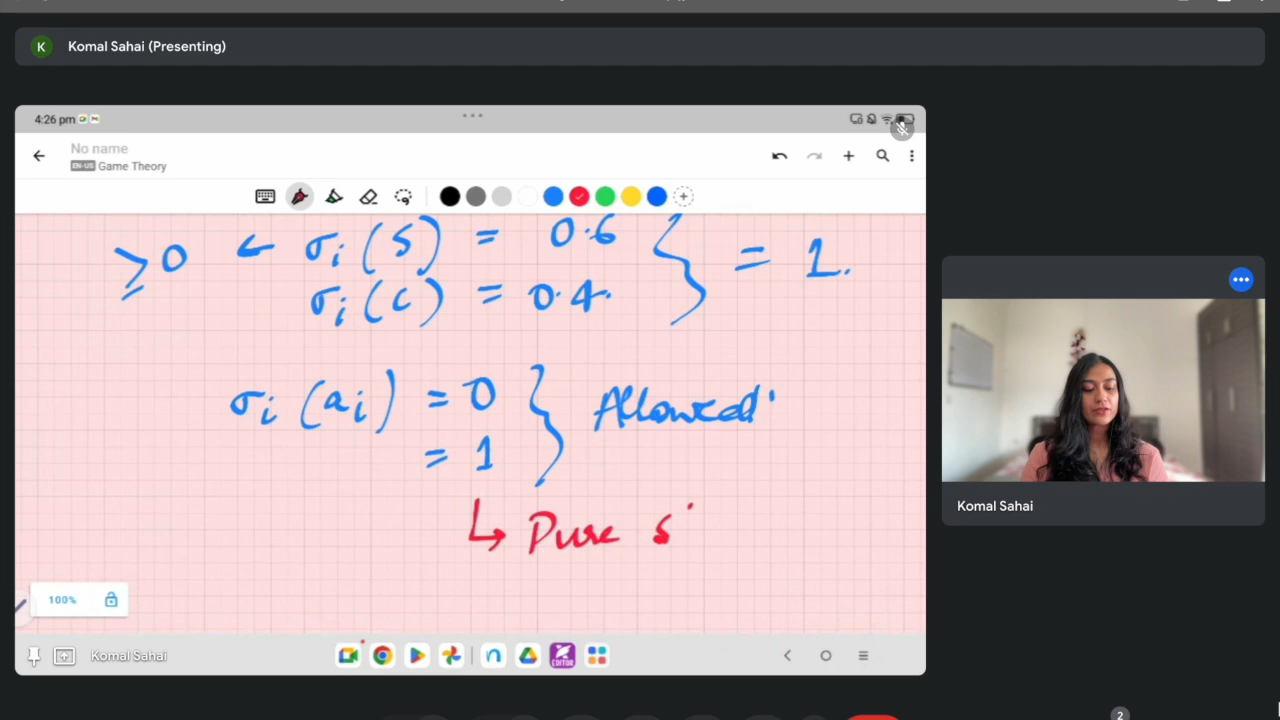 K Komal Sahai (Presenting)
4:26 pm
No name
EN-US Game Theory
≥0 ← σi(S) = 0.6 } = 1.
σi(C) = 0.4.
σi(ai) = 0 } Allowed.
= 1
↳ Pure s
100%
Komal Sahai
EDITOR
Komal Sahai
2